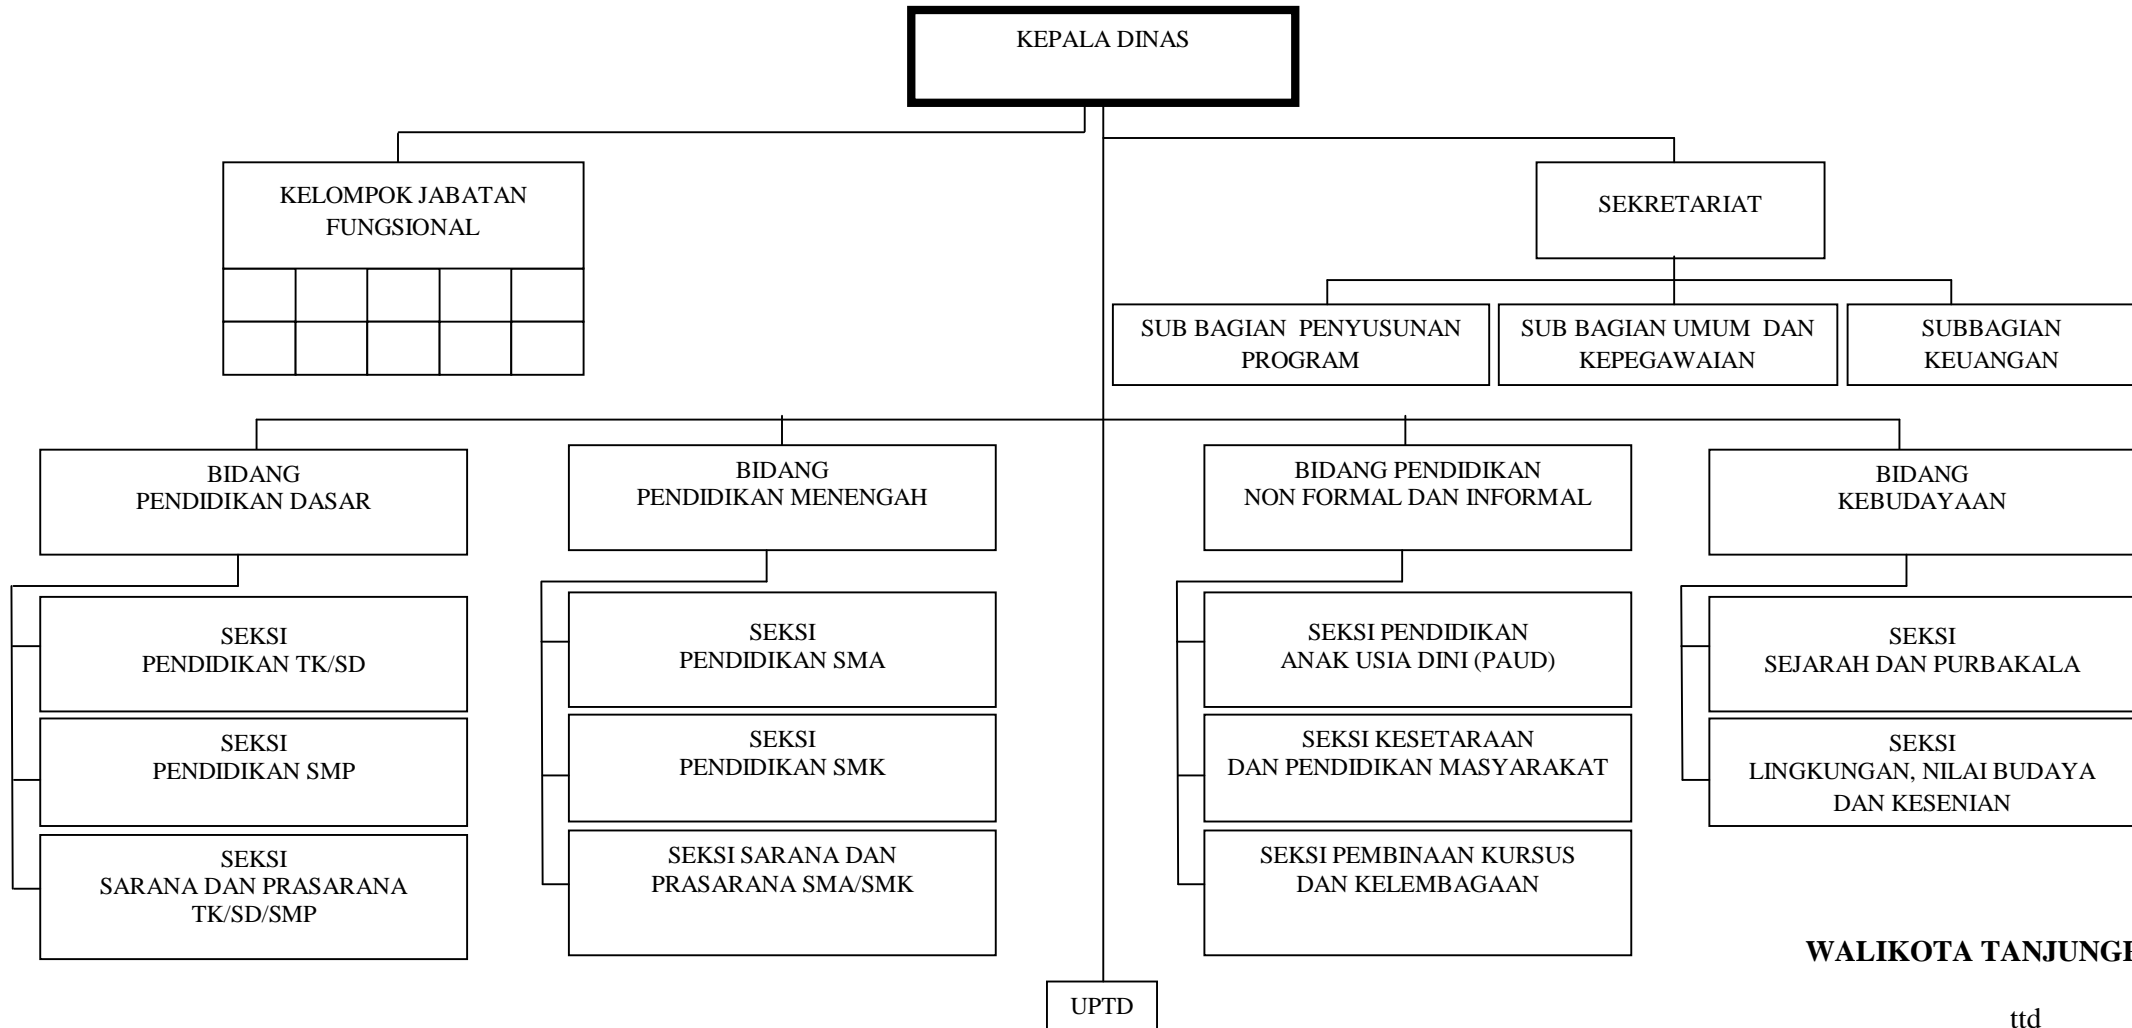 KEPALA DINAS
KELOMPOK JABATAN
FUNGSIONAL
SEKRETARIAT
SUB BAGIAN PENYUSUNAN
PROGRAM
SUB BAGIAN UMUM DAN
KEPEGAWAIAN
SUBBAGIAN
KEUANGAN
BIDANG
PENDIDIKAN DASAR
BIDANG
PENDIDIKAN MENENGAH
BIDANG PENDIDIKAN
NON FORMAL DAN INFORMAL
BIDANG
KEBUDAYAAN
SEKSI
PENDIDIKAN TK/SD
SEKSI
PENDIDIKAN SMP
SEKSI
SARANA DAN PRASARANA
TK/SD/SMP
SEKSI
PENDIDIKAN SMA
SEKSI
PENDIDIKAN SMK
SEKSI SARANA DAN
PRASARANA SMA/SMK
SEKSI PENDIDIKAN
ANAK USIA DINI (PAUD)
SEKSI KESETARAAN
DAN PENDIDIKAN MASYARAKAT
SEKSI PEMBINAAN KURSUS
DAN KELEMBAGAAN
SEKSI
SEJARAH DAN PURBAKALA
SEKSI
LINGKUNGAN, NILAI BUDAYA
DAN KESENIAN
UPTD
WALIKOTA
ttd